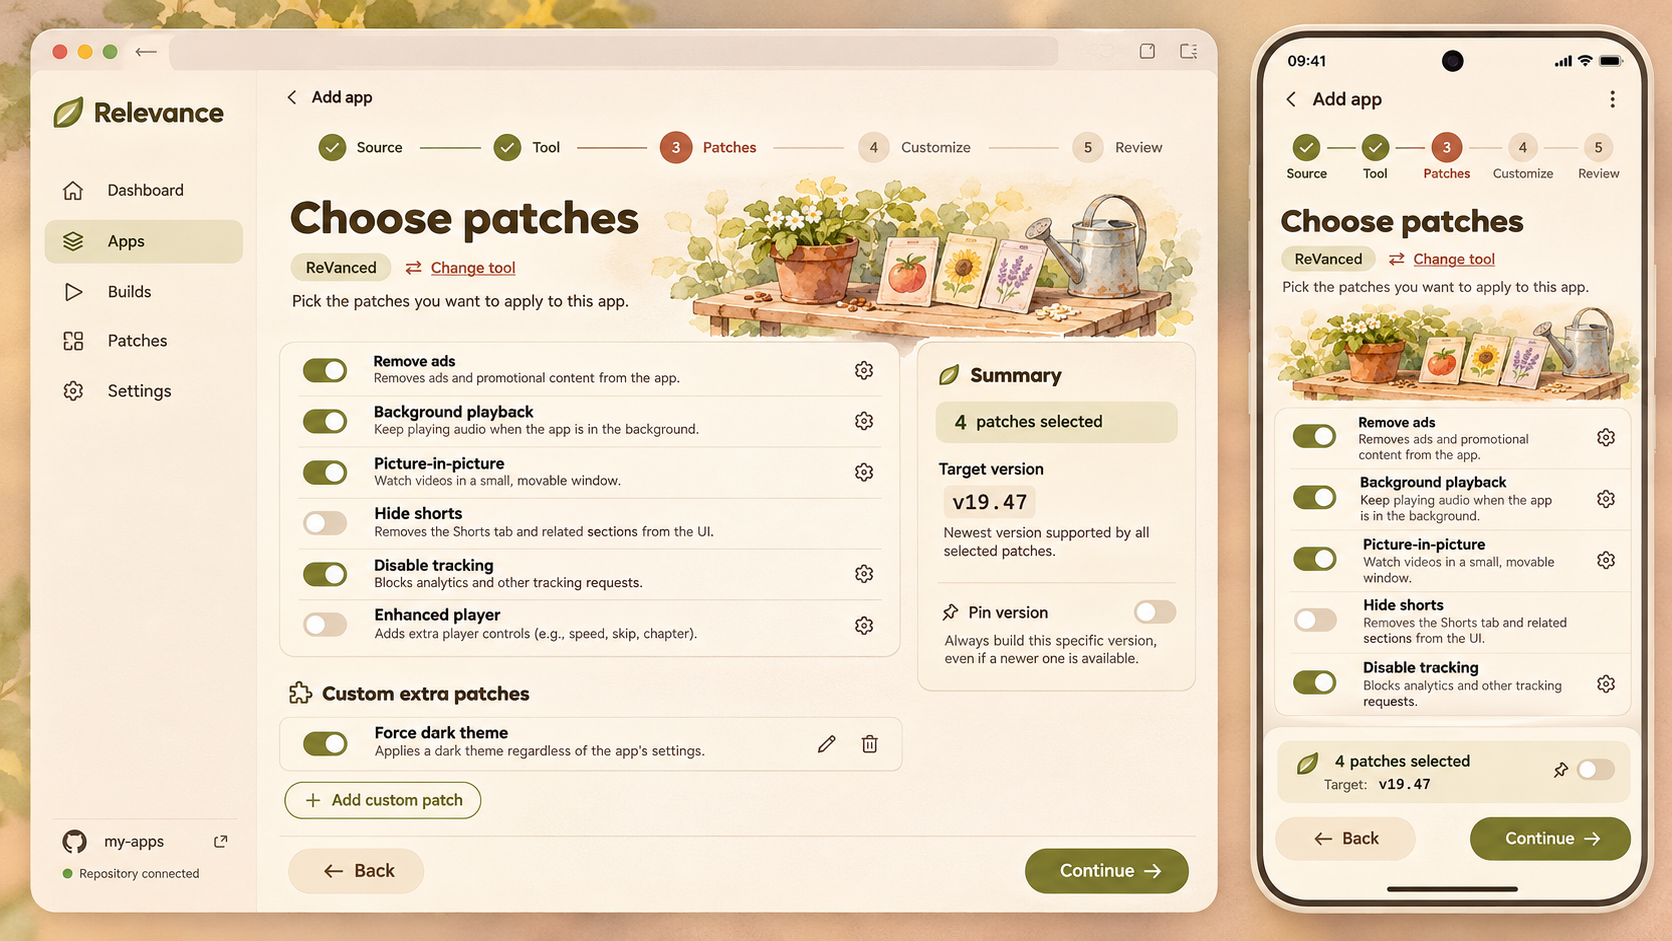 Relevance
Dashboard
Apps
Builds
Patches
Settings
my-apps
Repository connected
Add app
Source
Tool
3 Patches
4 Customize
5 Review
Choose patches
ReVanced
Change tool
Pick the patches you want to apply to this app.
Remove ads
Removes ads and promotional content from the app.
Background playback
Keep playing audio when the app is in the background.
Picture-in-picture
Watch videos in a small, movable window.
Hide shorts
Removes the Shorts tab and related sections from the UI.
Disable tracking
Blocks analytics and other tracking requests.
Enhanced player
Adds extra player controls (e.g., speed, skip, chapter).
Custom extra patches
Force dark theme
Applies a dark theme regardless of the app's settings.
+ Add custom patch
← Back
Continue →
Summary
4 patches selected
Target version
v19.47
Newest version supported by all
selected patches.
Pin version
Always build this specific version,
even if a newer one is available.
09:41
Add app
3
4
5
Source
Tool
Patches
Customize
Review
Choose patches
ReVanced
Change tool
Pick the patches you want to apply to this app.
Remove ads
Removes ads and promotional
content from the app.
Background playback
Keep playing audio when the app
is in the background.
Picture-in-picture
Watch videos in a small, movable
window.
Hide shorts
Removes the Shorts tab and related
sections from the UI.
Disable tracking
Blocks analytics and other tracking
requests.
4 patches selected
Target: v19.47
← Back
Continue →